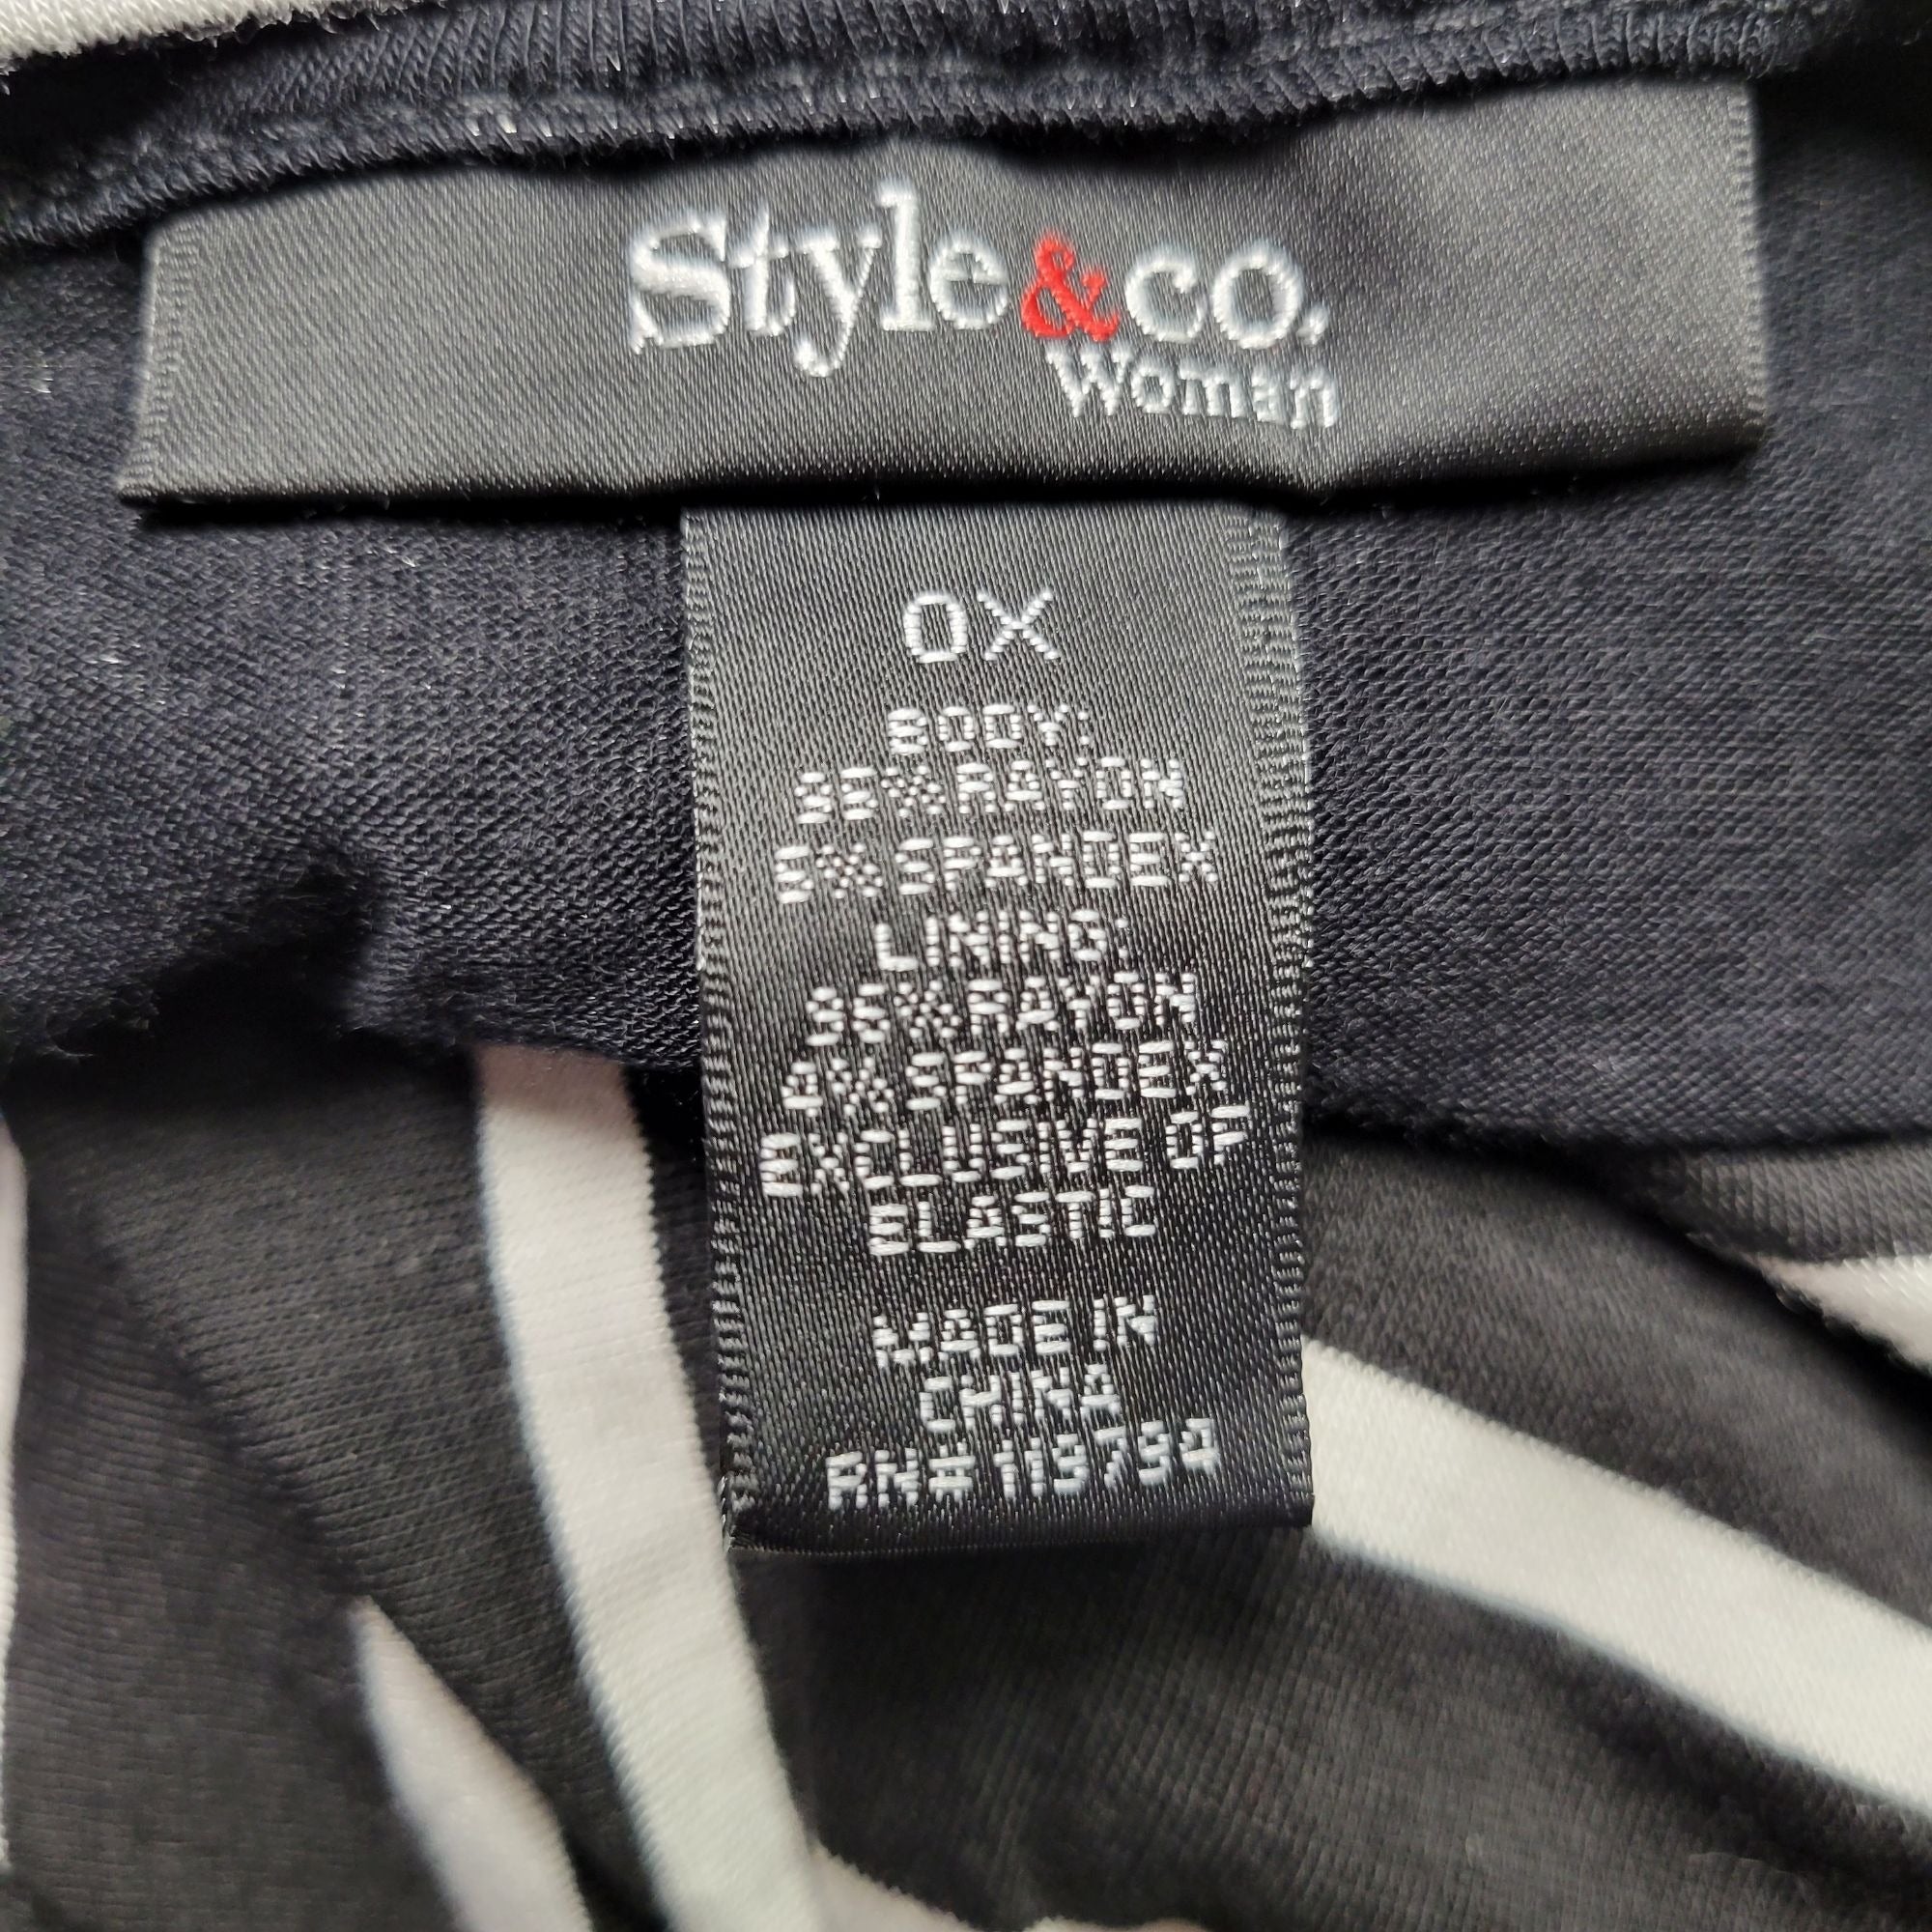 Style&co.
Woman
0X
BODY:
95%RAYON
5%SPANDEX
LINING:
96%RAYON
4%SPANDEX
EXCLUSIVE OF
ELASTIC
MADE IN
CHINA
RN#119794